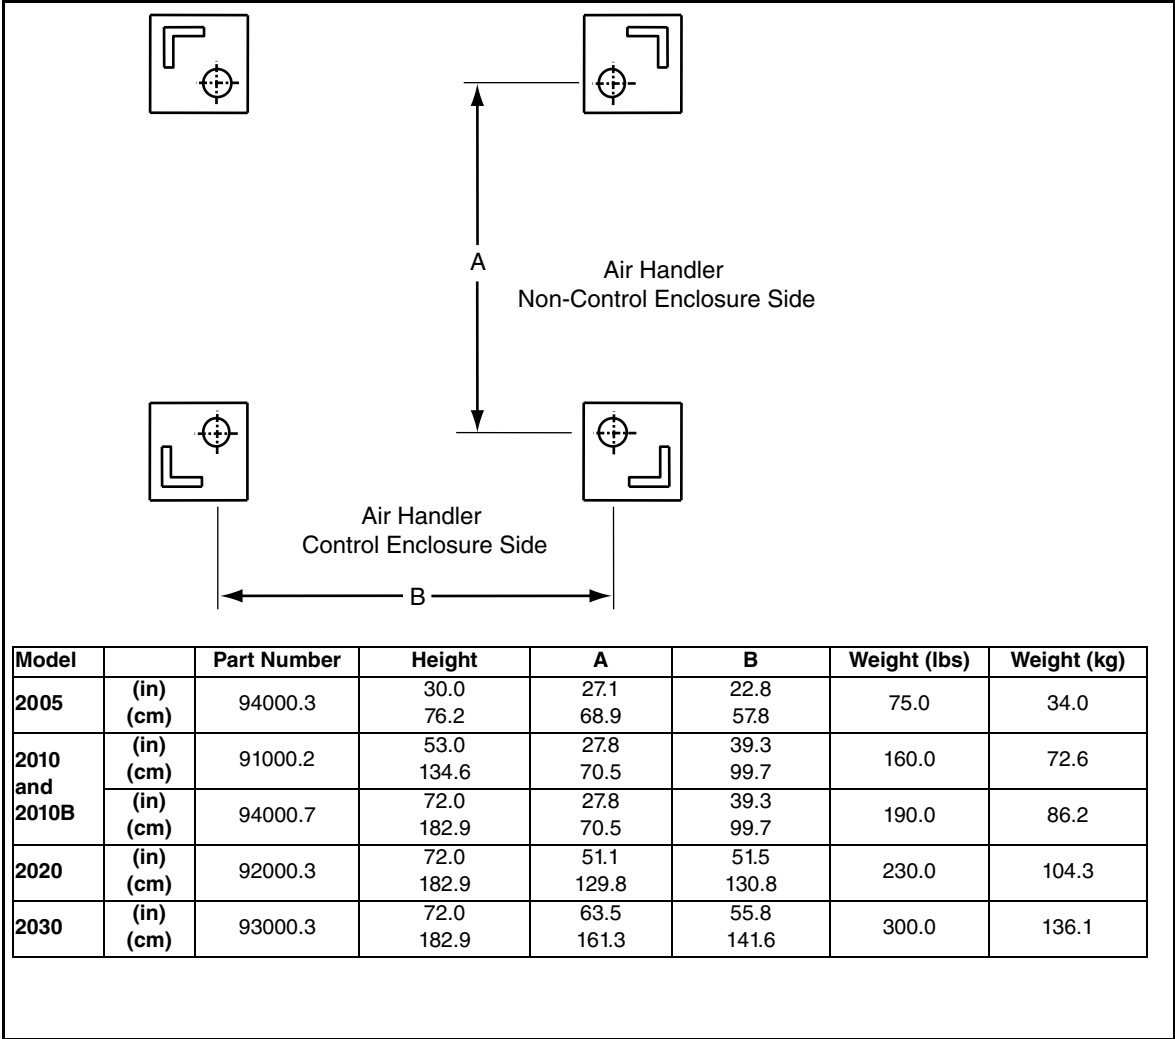 A
Air Handler
Non-Control Enclosure Side
Air Handler
Control Enclosure Side
B
Model Part Number Height A B Weight (lbs) Weight (kg)
2005 (in) 94000.3 30.0 27.1 22.8 75.0 34.0
(cm) 76.2 68.9 57.8
2010 and 2010B (in) 91000.2 53.0 27.8 39.3 160.0 72.6
(cm) 134.6 70.5 99.7
(in) 94000.7 72.0 27.8 39.3 190.0 86.2
(cm) 182.9 70.5 99.7
2020 (in) 92000.3 72.0 51.1 51.5 230.0 104.3
(cm) 182.9 129.8 130.8
2030 (in) 93000.3 72.0 63.5 55.8 300.0 136.1
(cm) 182.9 161.3 141.6